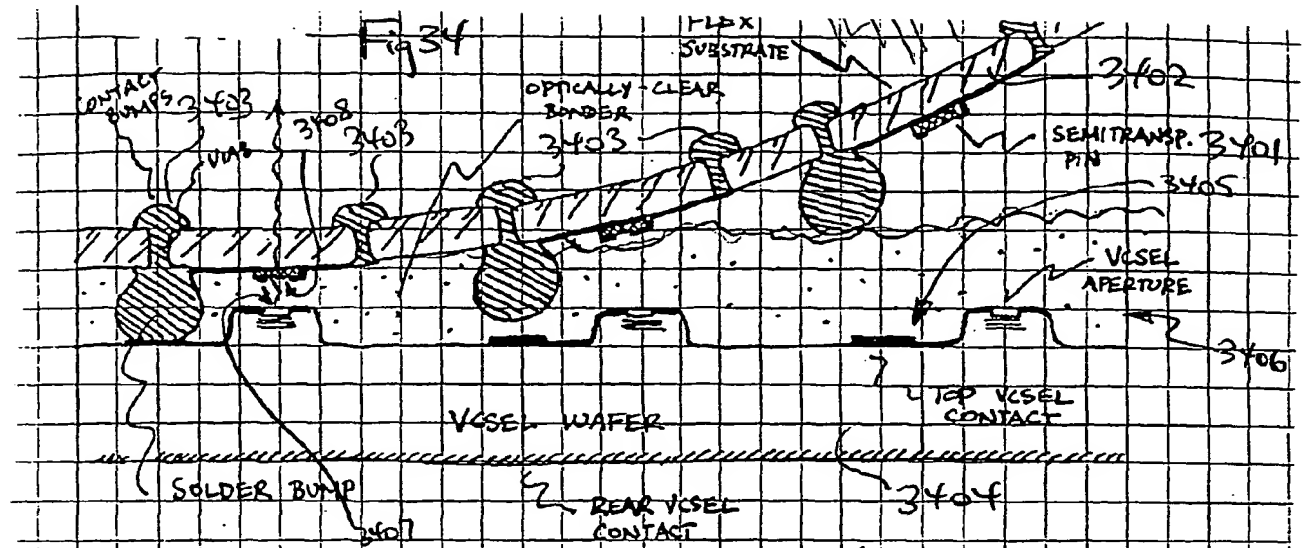 Fig 34
FLEX
SUBSTRATE
3402
CONTACT
BUMPS
3403
3408
3403
VIAS
OPTICALLY-CLEAR
BONDER
3403
SEMITRANSP.
PIN
3401
3405
VCSEL
APERTURE
3406
TOP VCSEL
CONTACT
VCSEL WAFER
SOLDER BUMP
3407
REAR VCSEL
CONTACT
3404